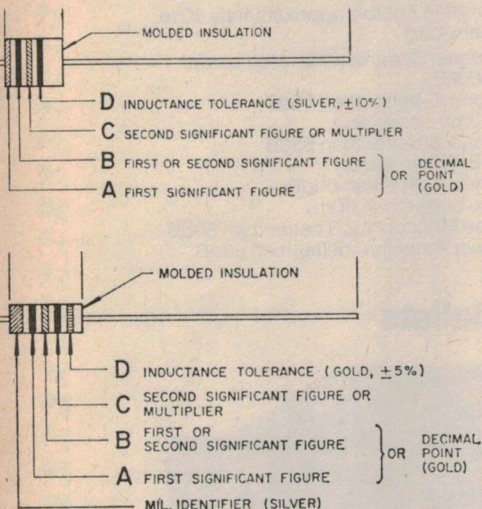 MOLDED INSULATION
D INDUCTANCE TOLERANCE (SILVER, ±10%)
C SECOND SIGNIFICANT FIGURE OR MULTIPLIER
B FIRST OR SECOND SIGNIFICANT FIGURE
A FIRST SIGNIFICANT FIGURE
OR DECIMAL
POINT
(GOLD)
MOLDED INSULATION
D INDUCTANCE TOLERANCE (GOLD, ±5%)
C SECOND SIGNIFICANT FIGURE OR
MULTIPLIER
B FIRST OR
SECOND SIGNIFICANT FIGURE
A FIRST SIGNIFICANT FIGURE
OR DECIMAL
POINT
(GOLD)
MIL. IDENTIFIER (SILVER)